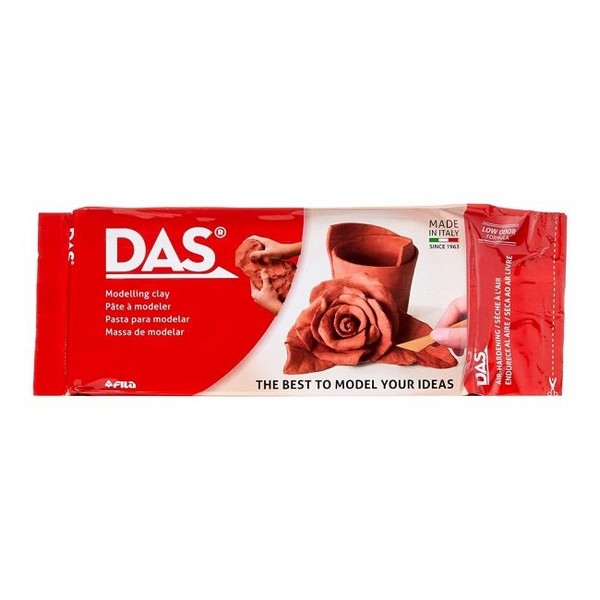 DAS®
Modelling clay
Pâte à modeler
Pasta para modelar
Massa de modelar
FILA
MADE
IN ITALY
SINCE 1963
THE BEST TO MODEL YOUR IDEAS
LOW ODOR
FORMULA
DAS
AIR-HARDENING / SÈCHE À L'AIR
ENDURECE AL AIRE / SECA AO AR LIVRE
DAS